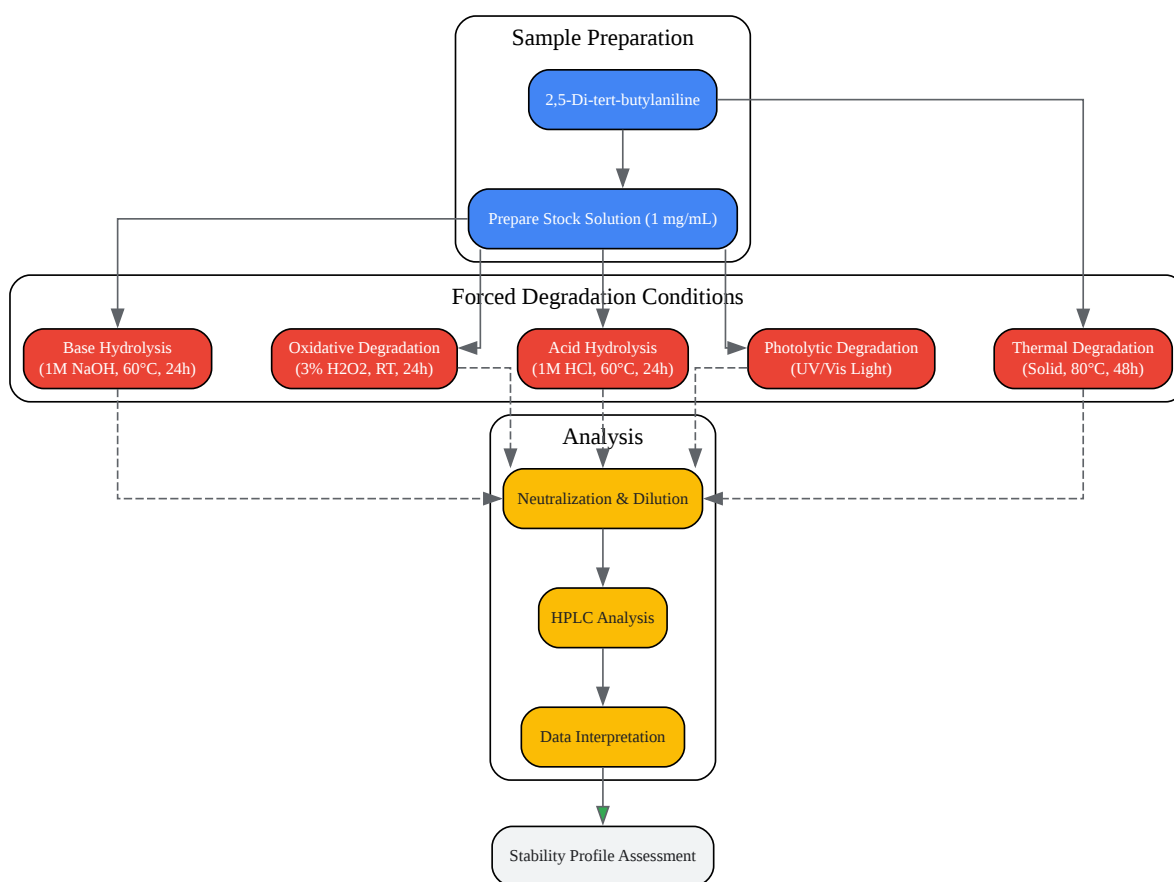 Sample Preparation
2,5-Di-tert-butylaniline
Prepare Stock Solution (1 mg/mL)
Forced Degradation Conditions
Base Hydrolysis
(1M NaOH, 60°C, 24h)
Oxidative Degradation
(3% H2O2, RT, 24h)
Acid Hydrolysis
(1M HCl, 60°C, 24h)
Photolytic Degradation
(UV/Vis Light)
Thermal Degradation
(Solid, 80°C, 48h)
Analysis
Neutralization & Dilution
HPLC Analysis
Data Interpretation
Stability Profile Assessment